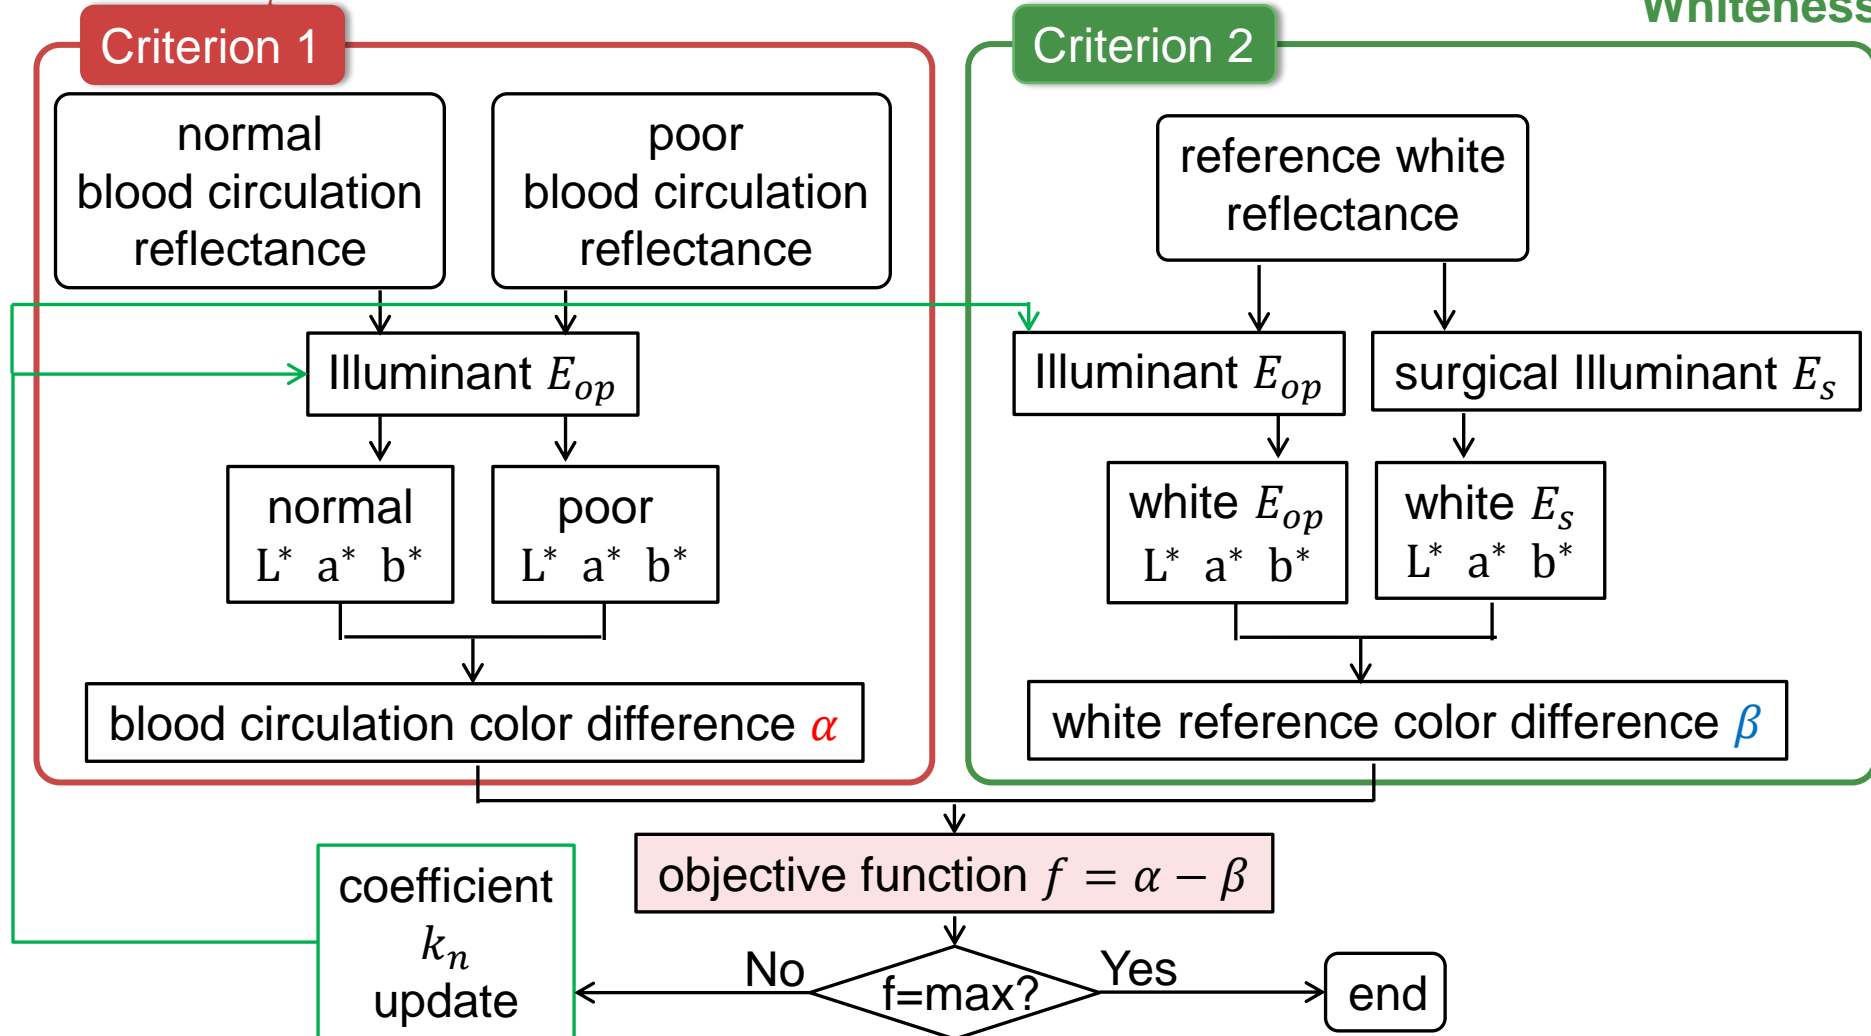 Whiteness
Criterion 1
Criterion 2
normal
blood circulation
reflectance
poor
blood circulation
reflectance
reference white
reflectance
Illuminant E_op
Illuminant E_op
surgical Illuminant E_s
normal
L* a* b*
poor
L* a* b*
white E_op
L* a* b*
white E_s
L* a* b*
blood circulation color difference α
white reference color difference β
objective function f = α − β
coefficient
k_n
update
No
f=max?
Yes
end